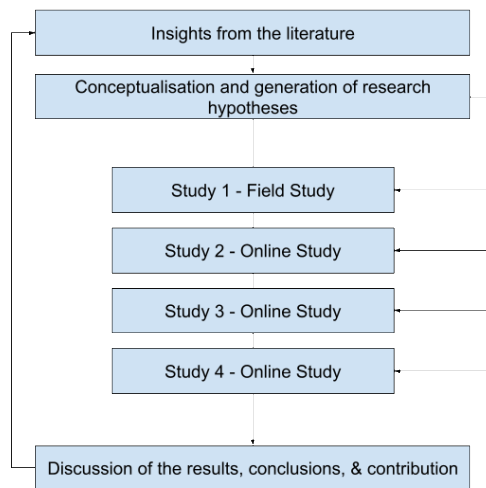 Insights from the literature
Conceptualisation and generation of research
hypotheses
Study 1 - Field Study
Study 2 - Online Study
Study 3 - Online Study
Study 4 - Online Study
Discussion of the results, conclusions, & contribution